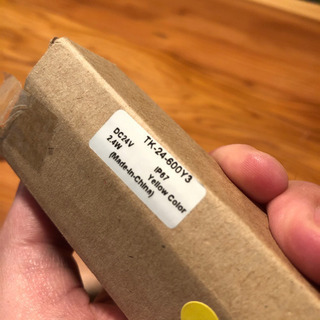 TK-24-600Y3
DC24V IP67
2.4W Yellow Color
(Made-in-China)